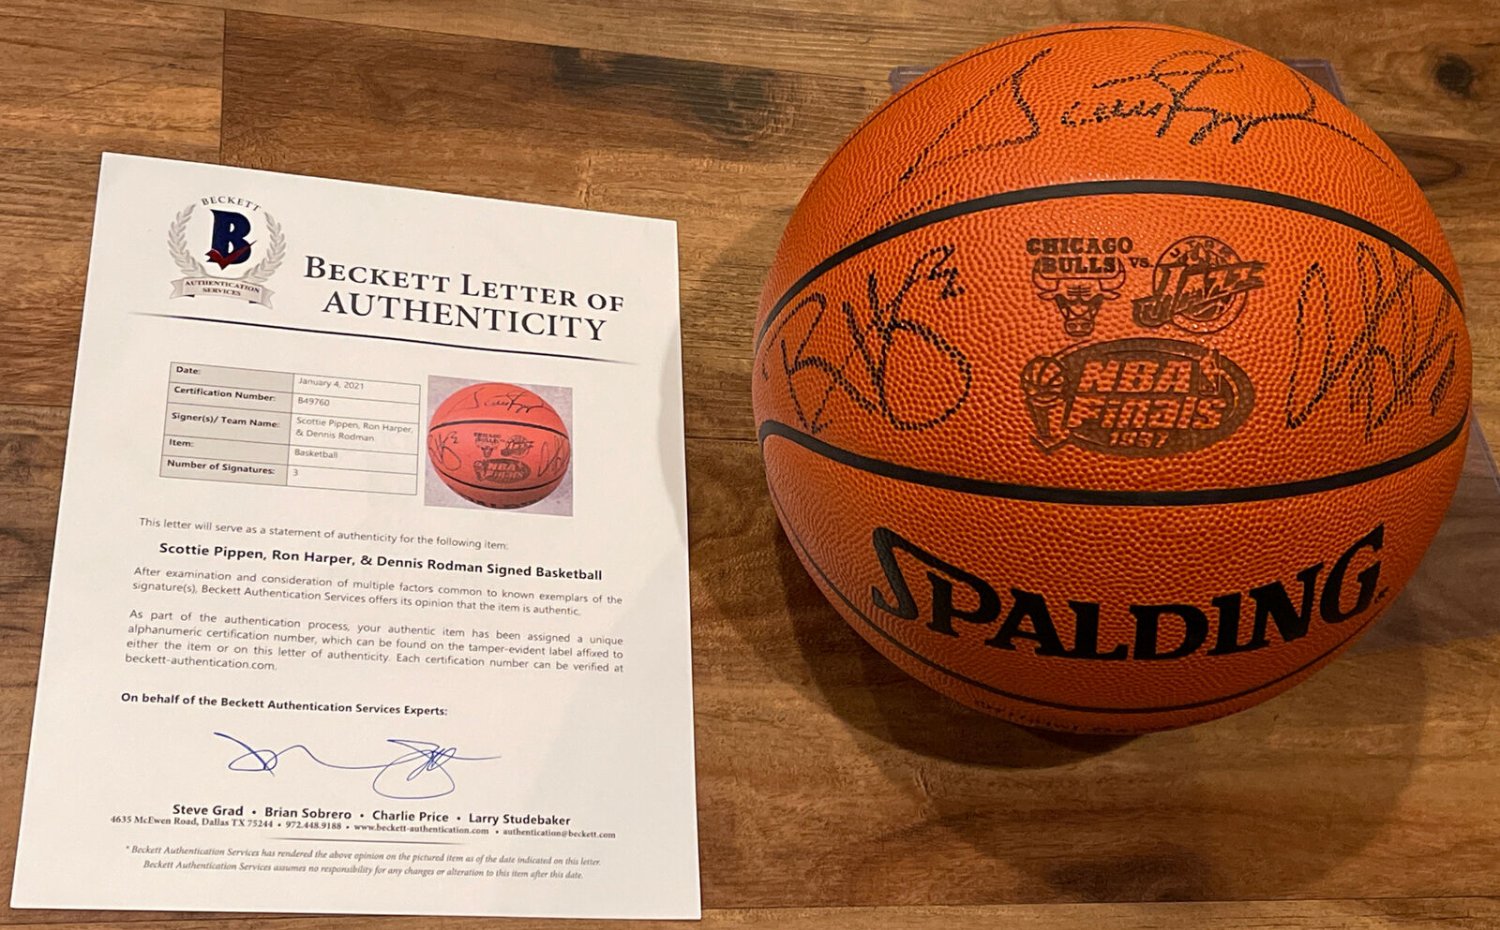 BECKETT
B
AUTHENTICATION
SERVICES
BECKETT LETTER OF
AUTHENTICITY
Date: January 4, 2021
Certification Number: B49760
Signer(s)/ Team Name: Scottie Pippen, Ron Harper,
& Dennis Rodman
Item: Basketball
Number of Signatures: 3
This letter will serve as a statement of authenticity for the following item:
Scottie Pippen, Ron Harper, & Dennis Rodman Signed Basketball
After examination and consideration of multiple factors common to known exemplars of the
signature(s), Beckett Authentication Services offers its opinion that the item is authentic.
As part of the authentication process, your authentic item has been assigned a unique
alphanumeric certification number, which can be found on the tamper-evident label affixed to
either the item or on this letter of authenticity. Each certification number can be verified at
beckett-authentication.com.
On behalf of the Beckett Authentication Services Experts:
Steve Grad • Brian Sobrero • Charlie Price • Larry Studebaker
4635 McEwen Road, Dallas TX 75244 • 972.448.9188 • www.beckett-authentication.com • authentication@beckett.com
* Beckett Authentication Services has rendered the above opinion on the pictured item as of the date indicated on this letter.
Beckett Authentication Services assumes no responsibility for any changes or alteration to this item after this date.
CHICAGO
BULLS VS.
JAZZ
NBA
FINALS
1997
SPALDING